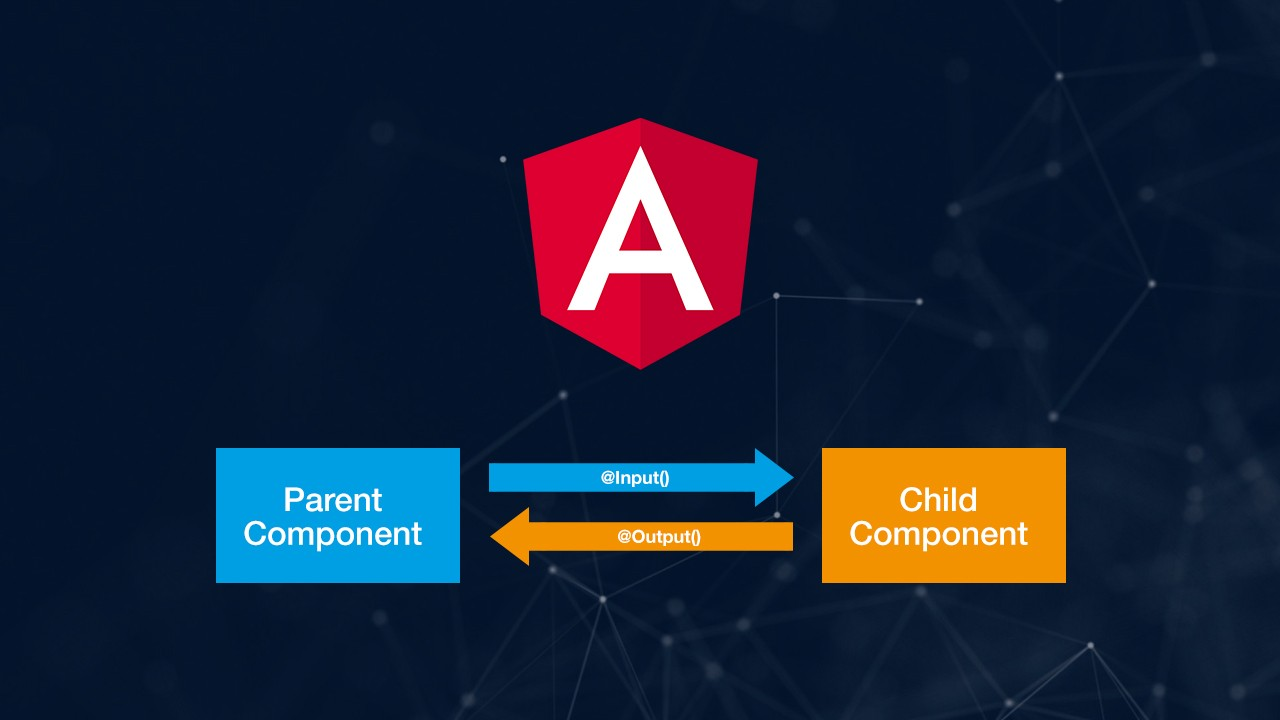 A
@Input()
Parent
Component
Child
Component
@Output()